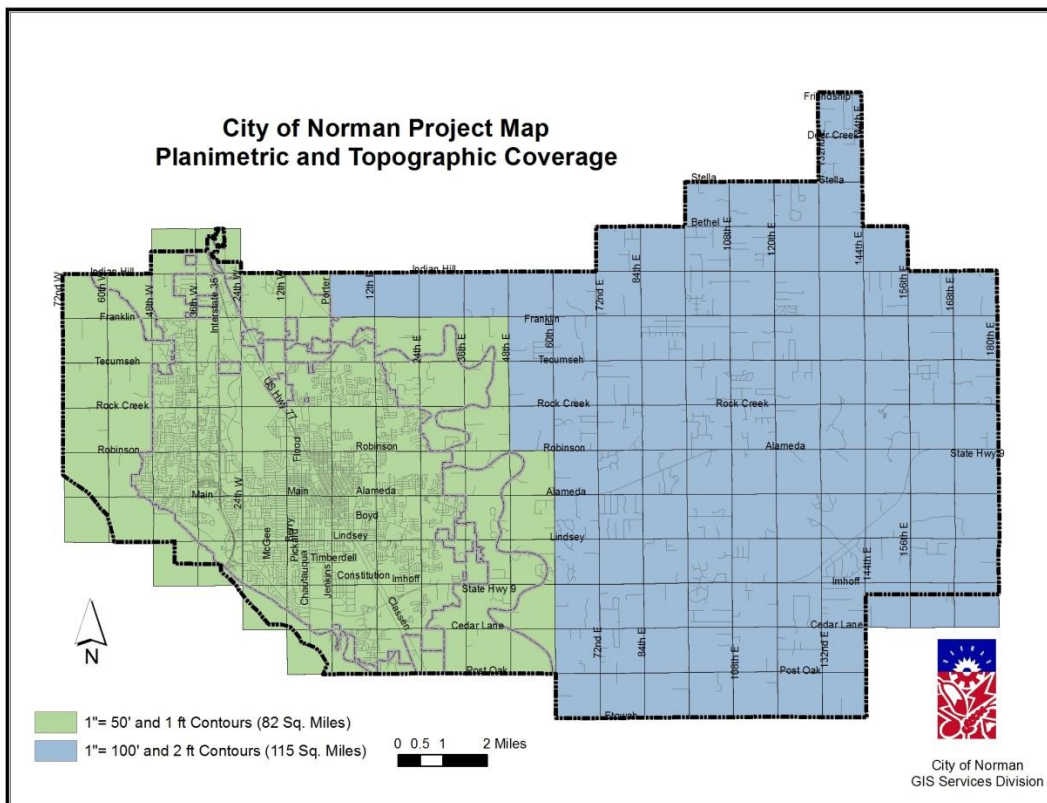 City of Norman Project Map
Planimetric and Topographic Coverage
Friendship
144th E
Deer Creek
132nd E
Stella
Stella
Bethel
108th E
120th E
144th E
84th E
72nd E
156th E
168th E
180th E
Indian Hill
Indian Hill
72nd W
60th W
48th W
36th W
Interstate 35
24th W
12th W
Porter
12th E
Franklin
Franklin
24th E
36th E
48th E
60th E
Tecumseh
Tecumseh
US Hwy. 77
Rock Creek
Rock Creek
Rock Creek
Robinson
Flood
Robinson
Robinson
Alameda
State Hwy 9
Main
24th W
Main
Alameda
Alameda
Boyd
McGee
Berry
Pickard
Lindsey
Lindsey
156th E
144th E
Timberdell
Chautauqua
Jenkins
Constitution
Imhoff
Imhoff
State Hwy 9
Classen
Cedar Lane
Cedar Lane
72nd E
84th E
108th E
132nd E
Post Oak
Post Oak
Etowah
N
1"= 50' and 1 ft Contours (82 Sq. Miles)
1"= 100' and 2 ft Contours (115 Sq. Miles)
0 0.5 1 2 Miles
City of Norman
GIS Services Division